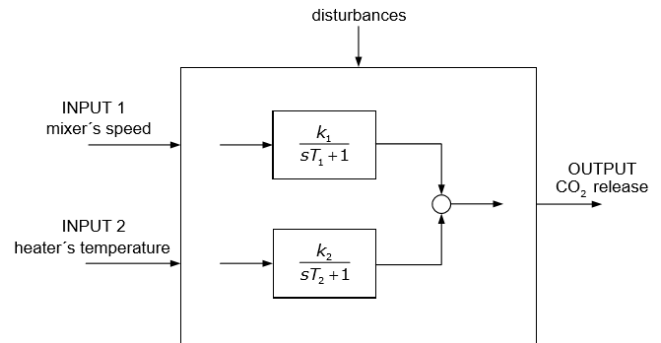 disturbances
INPUT 1
mixer´s speed
k₁
sT₁+1
OUTPUT
CO₂ release
INPUT 2
heater´s temperature
k₂
sT₂+1